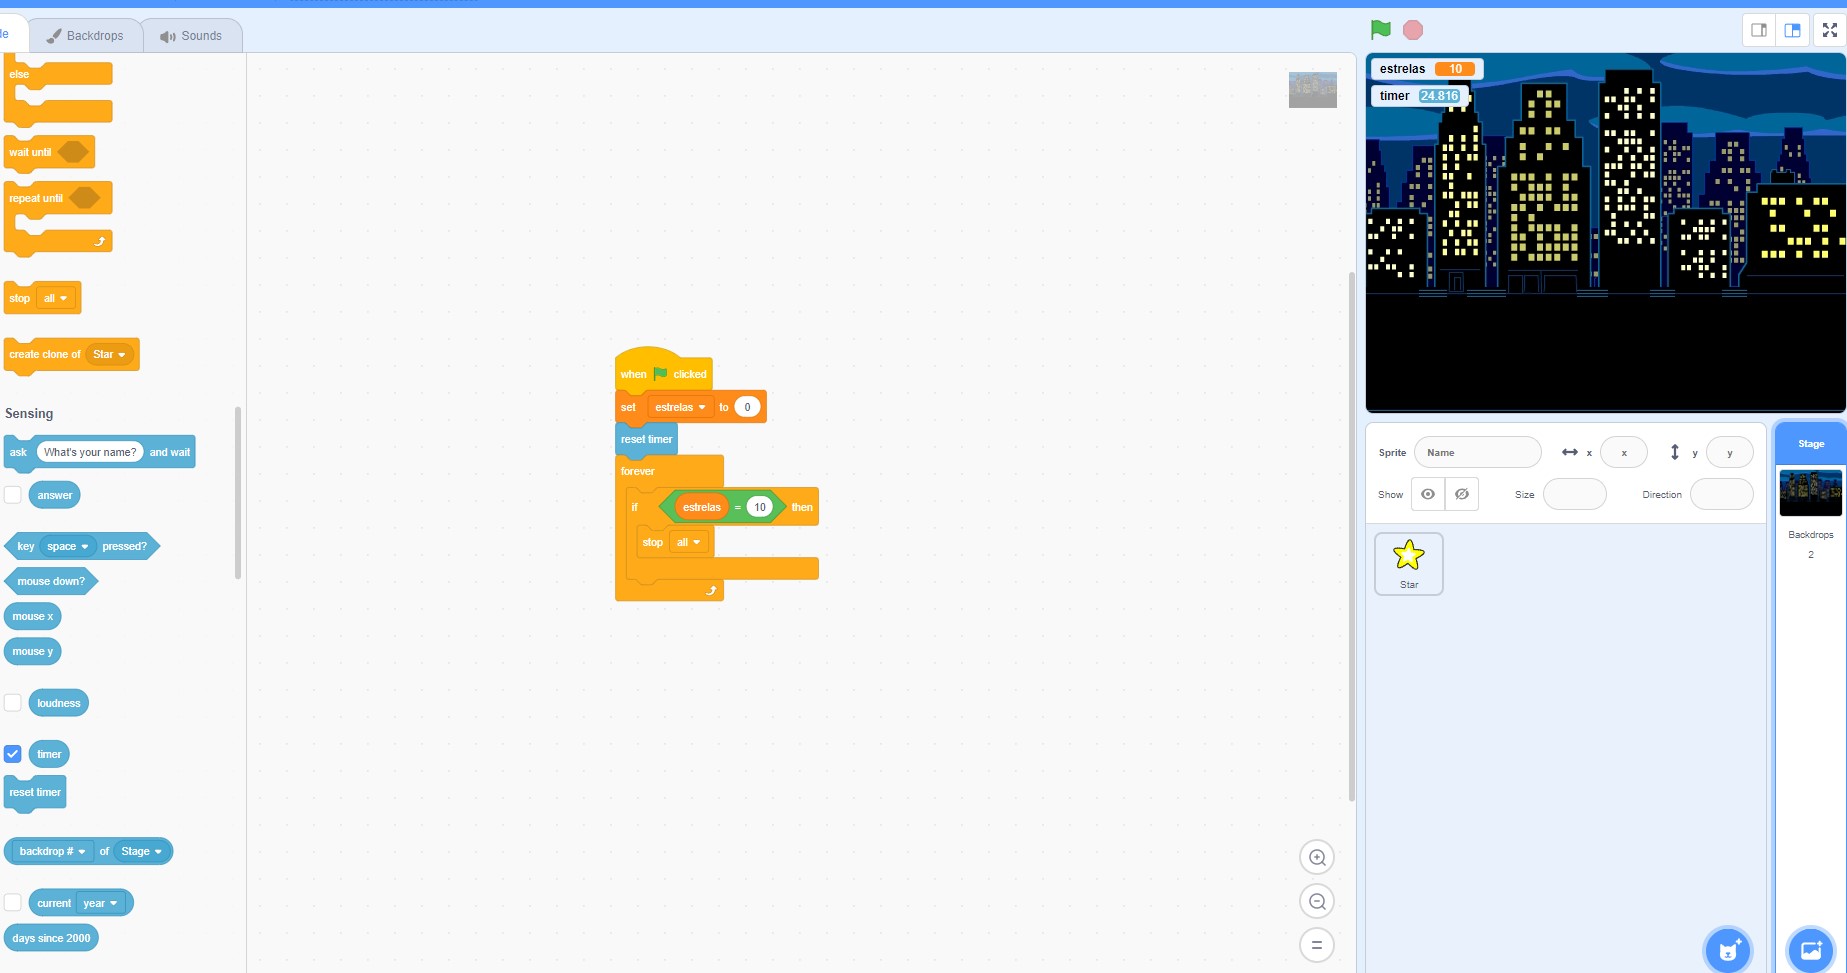 de
Backdrops
Sounds
else
wait until
repeat until
stop all
create clone of Star
Sensing
ask What's your name? and wait
answer
key space pressed?
mouse down?
mouse x
mouse y
loudness
timer
reset timer
backdrop # of Stage
current year
days since 2000
when clicked
set estrelas to 0
reset timer
forever
if estrelas = 10 then
stop all
estrelas 10
timer 24.816
Sprite Name x x y y
Show Size Direction
Star
Stage
Backdrops
2